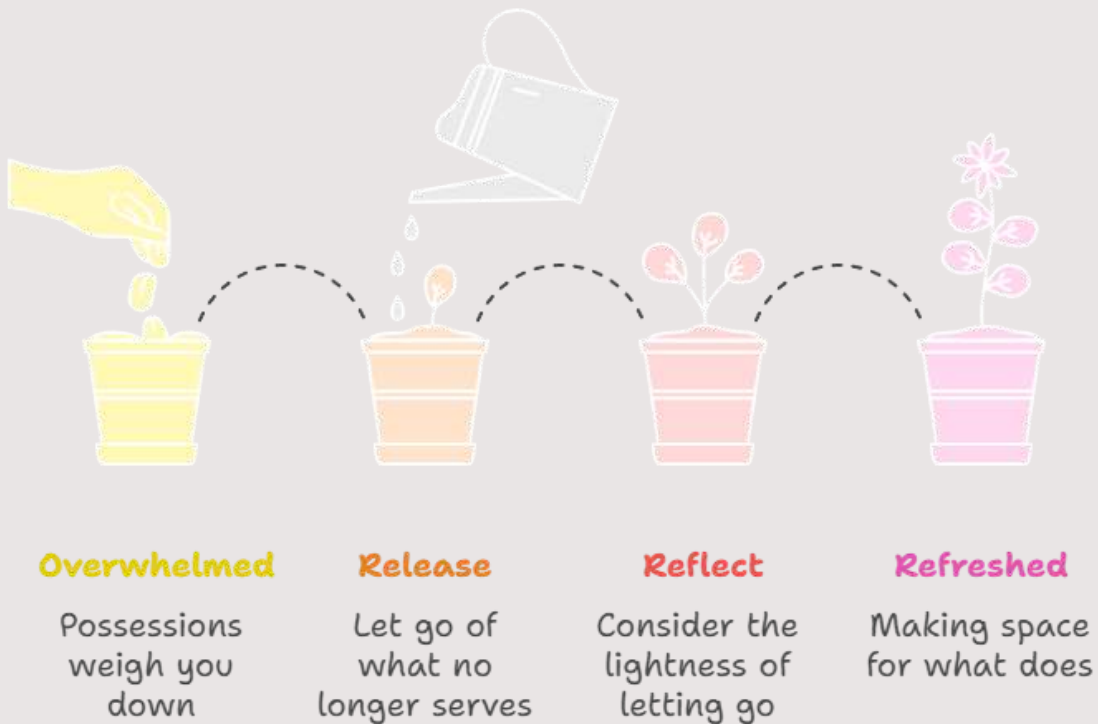 Overwhelmed
Possessions
weigh you
down
Release
Let go of
what no
longer serves
Reflect
Consider the
lightness of
letting go
Refreshed
Making space
for what does